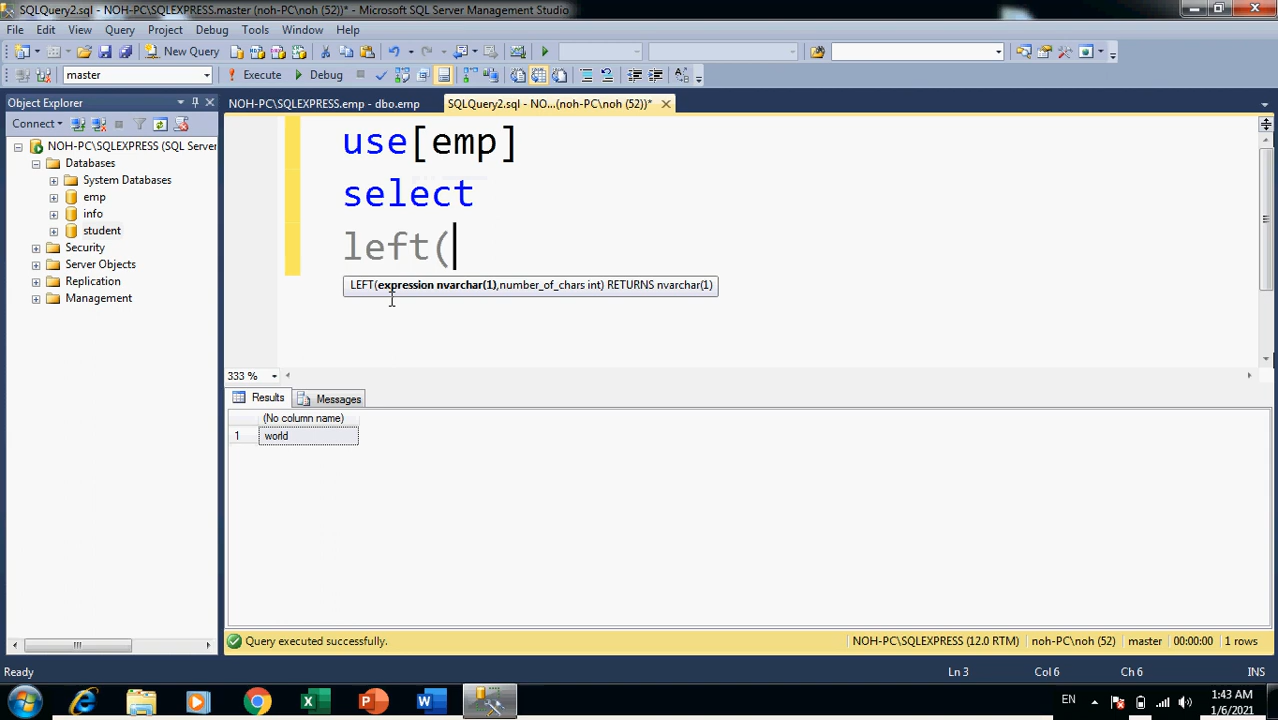 SQLQuery2.sql - NOH-PC\SQLEXPRESS.master (noh-PC\noh (52))* - Microsoft SQL Server Management Studio
File Edit View Query Project Debug Tools Window Help
New Query
master
Execute Debug
Object Explorer
NOH-PC\SQLEXPRESS.emp - dbo.emp
SQLQuery2.sql - NO...(noh-PC\noh (52))*
Connect
NOH-PC\SQLEXPRESS (SQL Server
Databases
System Databases
emp
info
student
Security
Server Objects
Replication
Management
use[emp]
select
left(
LEFT(expression nvarchar(1),number_of_chars int) RETURNS nvarchar(1)
333 %
Results Messages
(No column name)
1 world
Query executed successfully.
NOH-PC\SQLEXPRESS (12.0 RTM) noh-PC\noh (52) master 00:00:00 1 rows
Ready Ln 3 Col 6 Ch 6 INS
EN
1:43 AM
1/6/2021